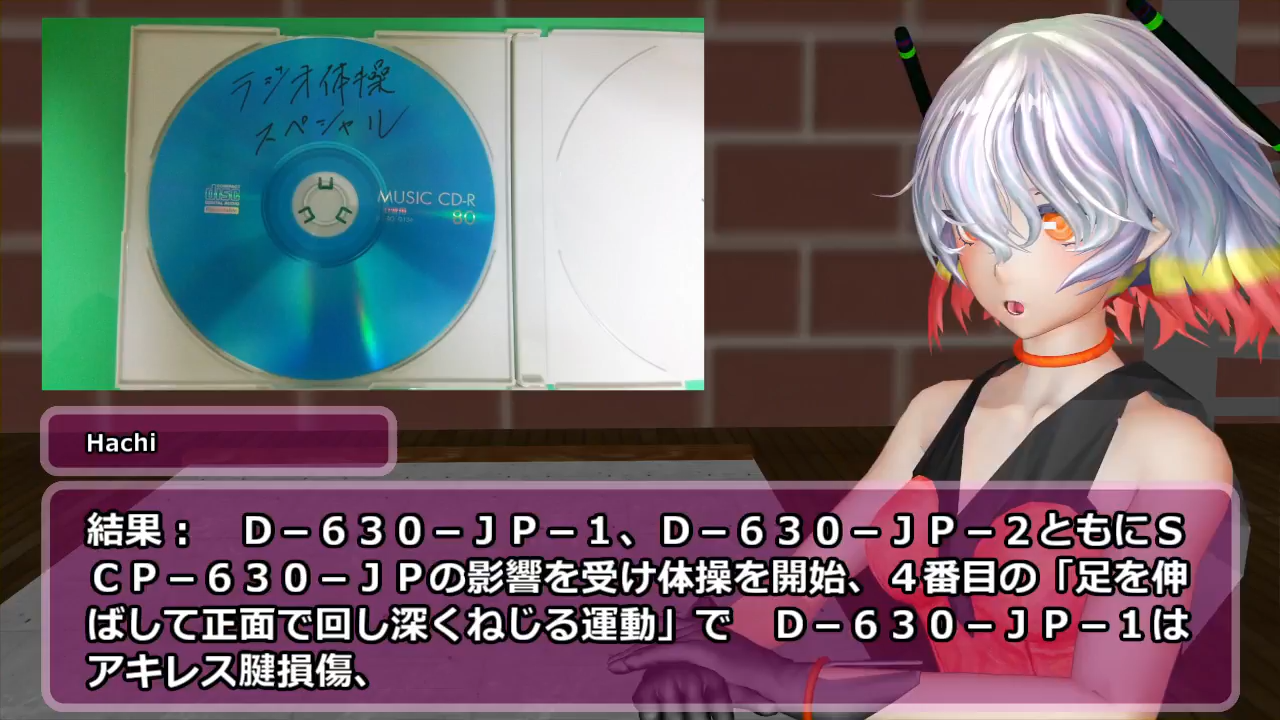 ラジオ体操
スペシャル
disc
MUSIC CD-R
80
Hachi
結果：　Ｄ－６３０－ＪＰ－１、Ｄ－６３０－ＪＰ－２ともにＳ
ＣＰ－６３０－ＪＰの影響を受け体操を開始、４番目の「足を伸
ばして正面で回し深くねじる運動」で　Ｄ－６３０－ＪＰ－１は
アキレス腱損傷、